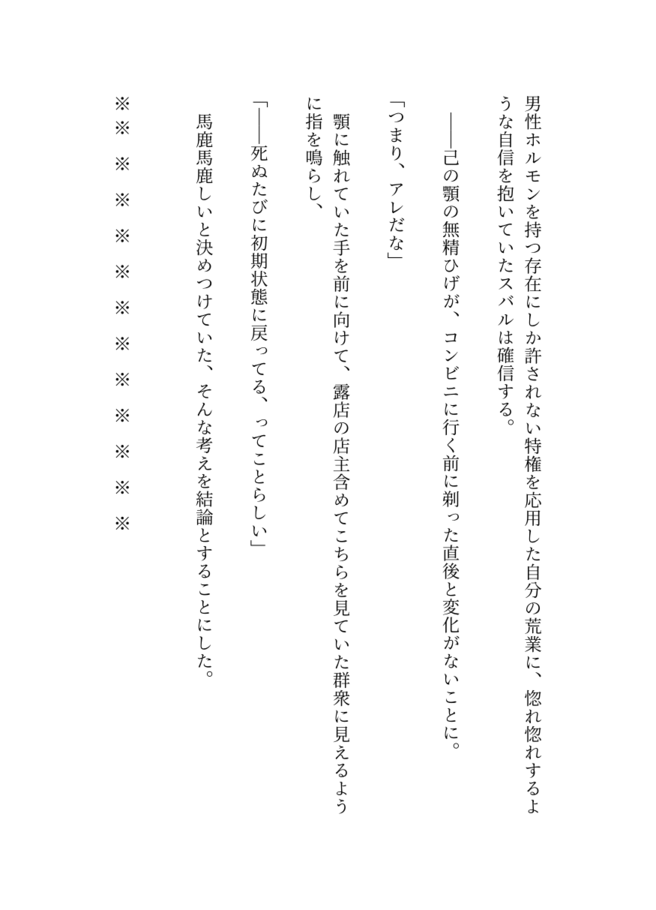 男性ホルモンを持つ存在にしか許されない特権を応用した自分の荒業に、惚れ惚れするよ
うな自信を抱いていたスバルは確信する。
――己の顎の無精ひげが、コンビニに行く前に剃った直後と変化がないことに。
「つまり、アレだな」
顎に触れていた手を前に向けて、露店の店主含めてこちらを見ていた群衆に見えるよう
に指を鳴らし、
「――死ぬたびに初期状態に戻ってる、ってことらしい」
馬鹿馬鹿しいと決めつけていた、そんな考えを結論とすることにした。
※※　※　※　※　※　※　※　※　※　※　※　※